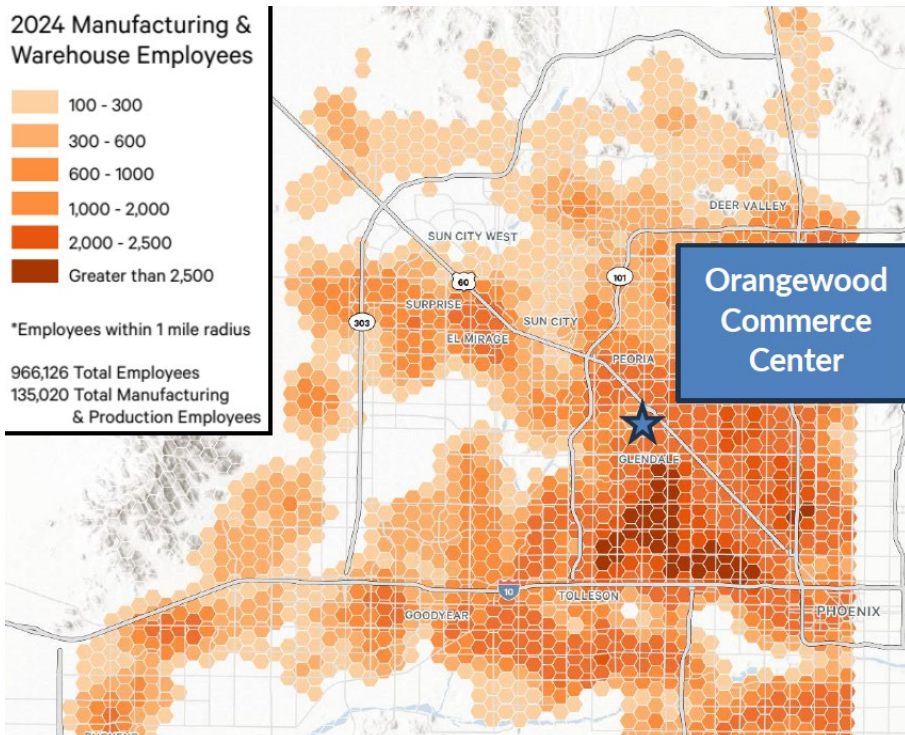 2024 Manufacturing &
Warehouse Employees
100 - 300
300 - 600
600 - 1000
1,000 - 2,000
2,000 - 2,500
Greater than 2,500
*Employees within 1 mile radius
966,126 Total Employees
135,020 Total Manufacturing
& Production Employees
DEER VALLEY
SUN CITY WEST
Orangewood
Commerce
Center
101
60
SURPRISE
303
SUN CITY
EL MIRAGE
PEORIA
GLENDALE
10
TOLLESON
GOODYEAR
PHOENIX